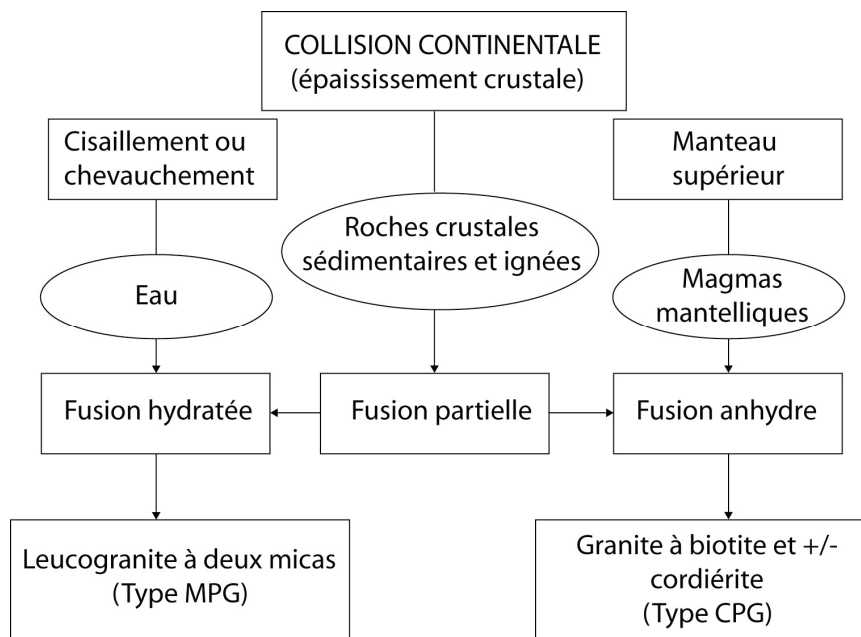 COLLISION CONTINENTALE
(épaississement crustale)
Cisaillement ou
chevauchement
Manteau
supérieur
Roches crustales
sédimentaires et ignées
Eau
Magmas
mantelliques
Fusion hydratée
Fusion partielle
Fusion anhydre
Leucogranite à deux micas
(Type MPG)
Granite à biotite et +/-
cordiérite
(Type CPG)